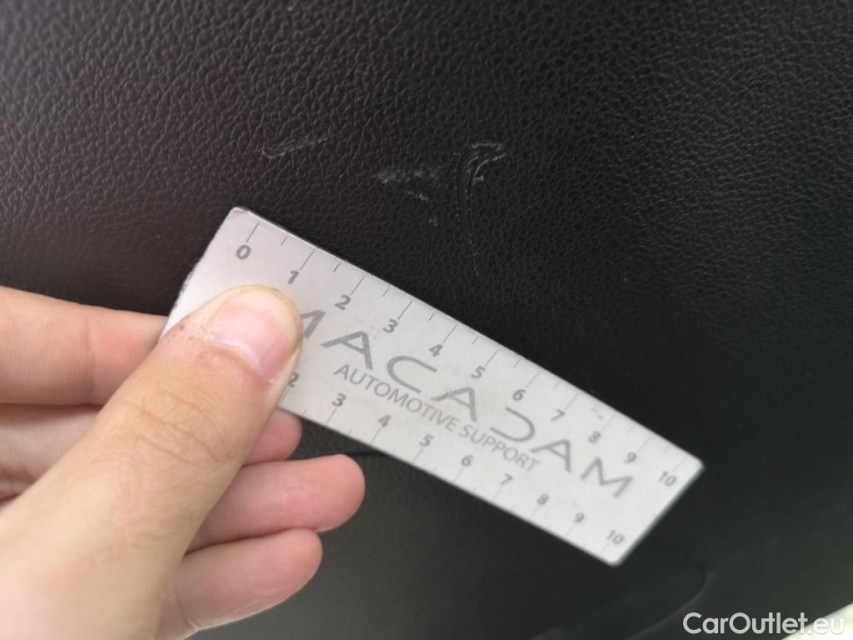 0 1 2 3 4 5 6 7 8 9 10
MACADAM
AUTOMOTIVE SUPPORT
2 3 4 5 6 7 8 9 10
CarOutlet.eu